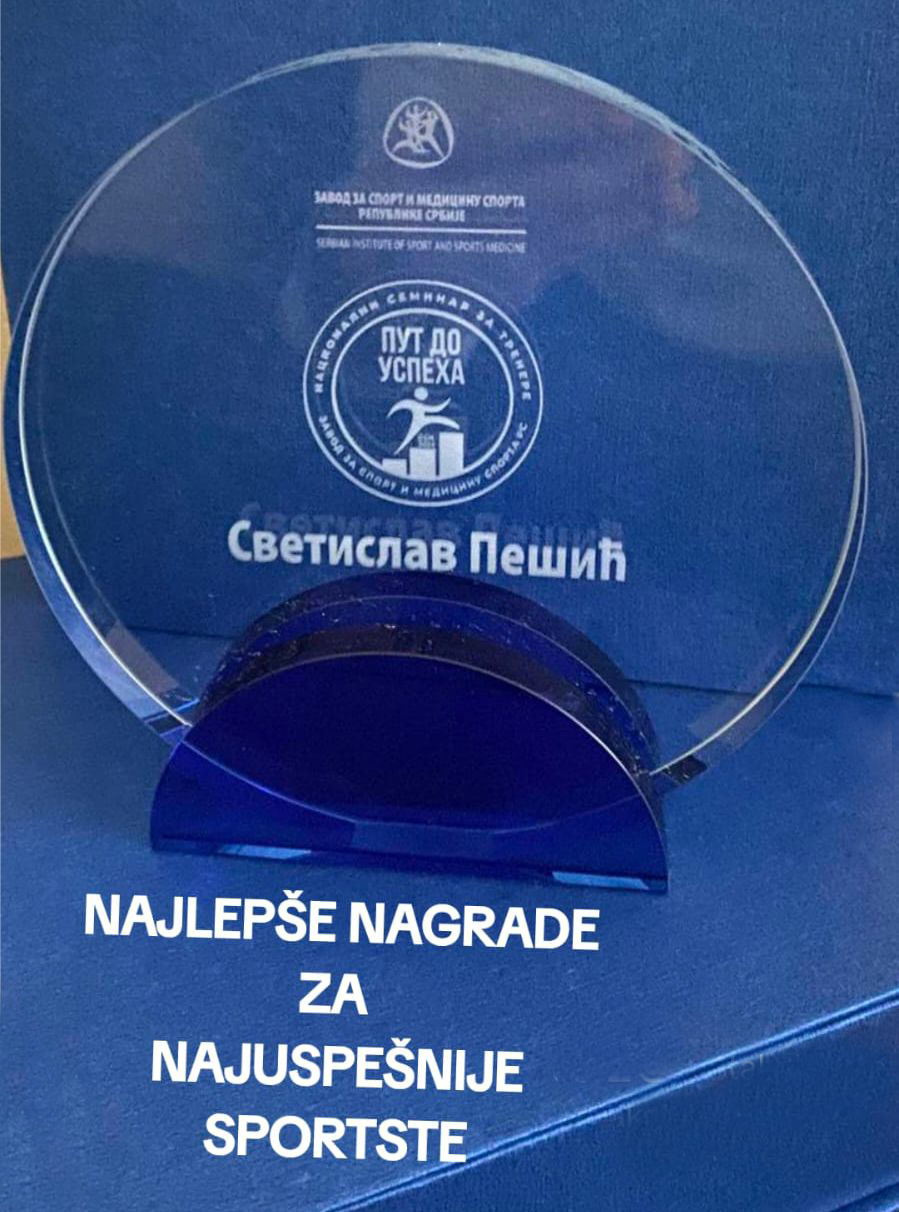 ЗАВОД ЗА СПОРТ И МЕДИЦИНУ СПОРТА
РЕПУБЛИКЕ СРБИЈЕ
SERBIAN INSTITUTE OF SPORT AND SPORTS MEDICINE
НАЦИОНАЛНИ СЕМИНАР ЗА ТРЕНЕРЕ
ПУТ ДО
УСПЕХА
ЗАВОД ЗА СПОРТ И МЕДИЦИНУ СПОРТА РС
Светислав Пешић
NAJLEPŠE NAGRADE
ZA
NAJUSPEŠNIJE
SPORTSTE